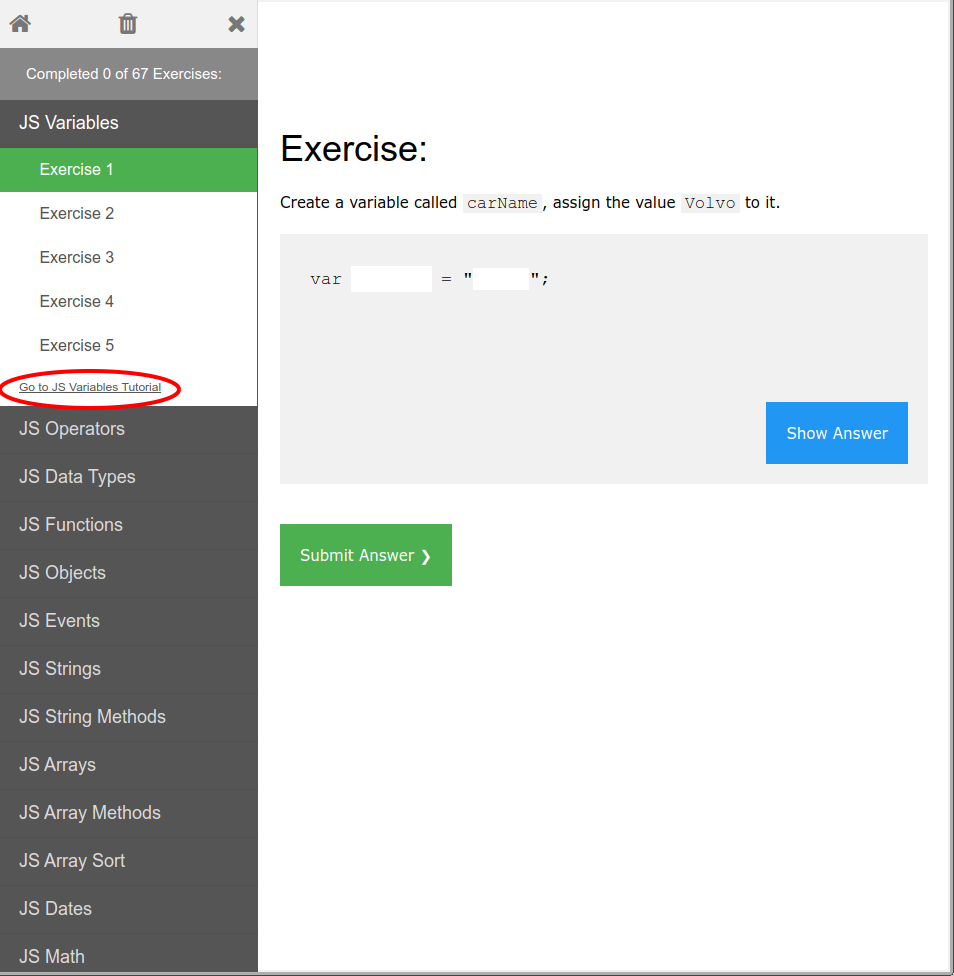 Completed 0 of 67 Exercises:
JS Variables
Exercise 1
Exercise 2
Exercise 3
Exercise 4
Exercise 5
Go to JS Variables Tutorial
JS Operators
JS Data Types
JS Functions
JS Objects
JS Events
JS Strings
JS String Methods
JS Arrays
JS Array Methods
JS Array Sort
JS Dates
JS Math
Exercise:
Create a variable called carName, assign the value Volvo to it.
var = "";
Show Answer
Submit Answer ❯